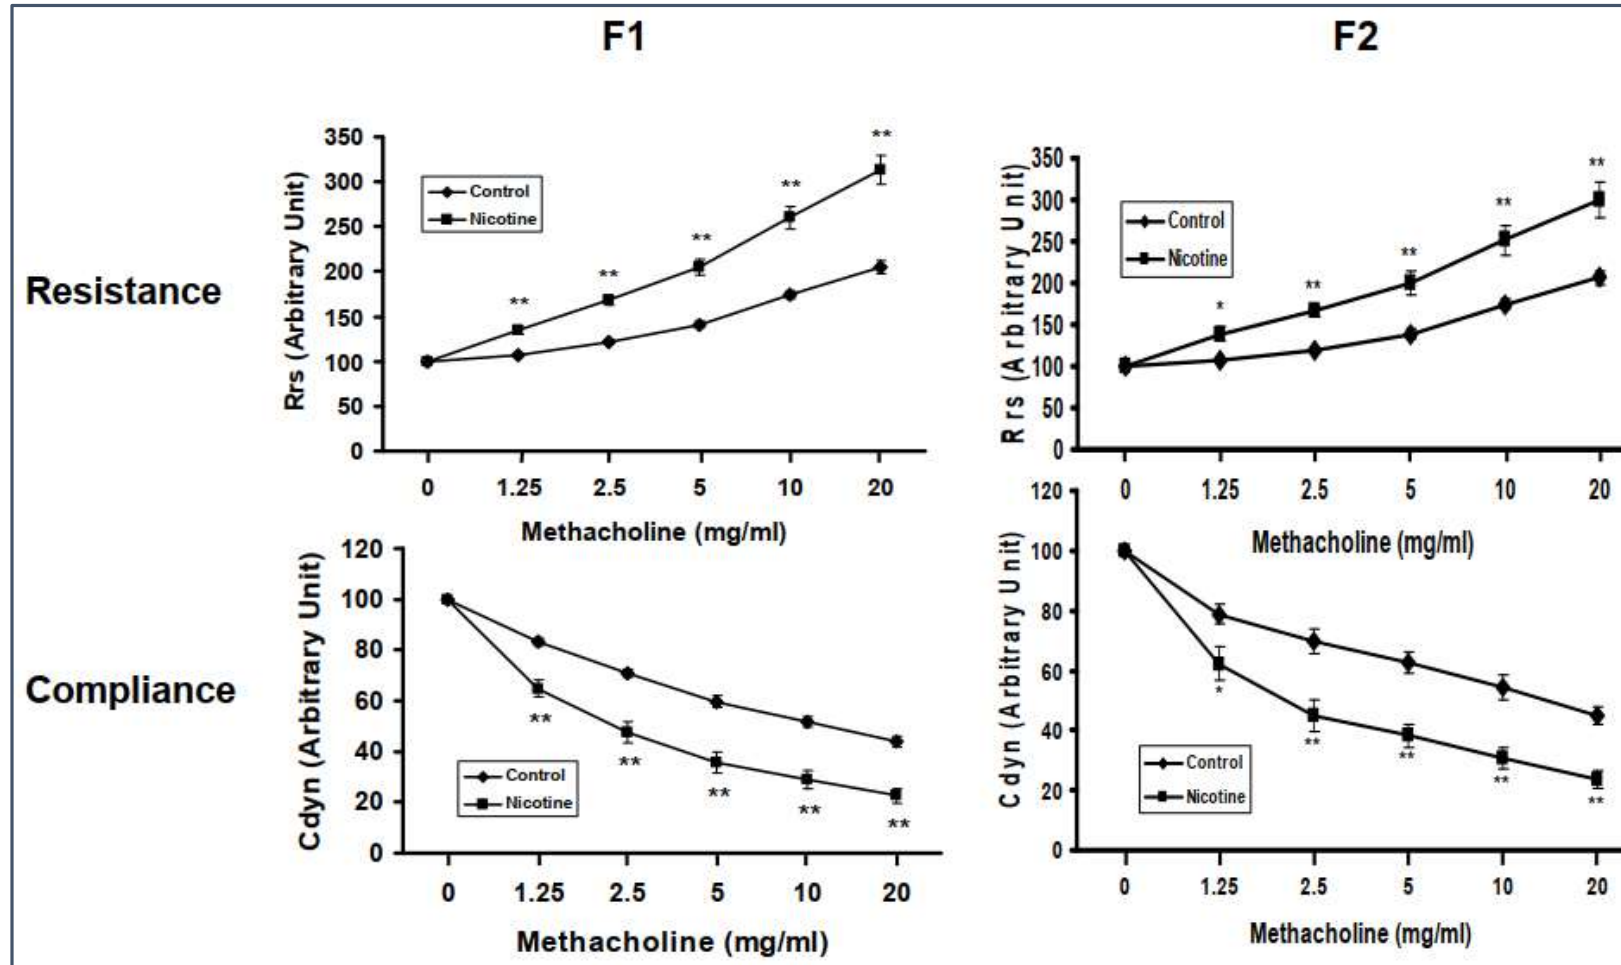 F1
F2
Resistance
Compliance
Rrs (Arbitrary Unit)
350
300
250
200
150
100
50
0
Control
Nicotine
**
**
**
**
**
0 1.25 2.5 5 10 20
Methacholine (mg/ml)
Rrs (Arbitrary Unit)
350
300
250
200
150
100
50
0
Control
Nicotine
*
**
**
**
**
0 1.25 2.5 5 10 20
Methacholine (mg/ml)
Cdyn (Arbitrary Unit)
120
100
80
60
40
20
0
Control
Nicotine
**
**
**
**
**
0 1.25 2.5 5 10 20
Methacholine (mg/ml)
Cdyn (Arbitrary Unit)
120
100
80
60
40
20
0
Control
Nicotine
*
**
**
**
**
0 1.25 2.5 5 10 20
Methacholine (mg/ml)